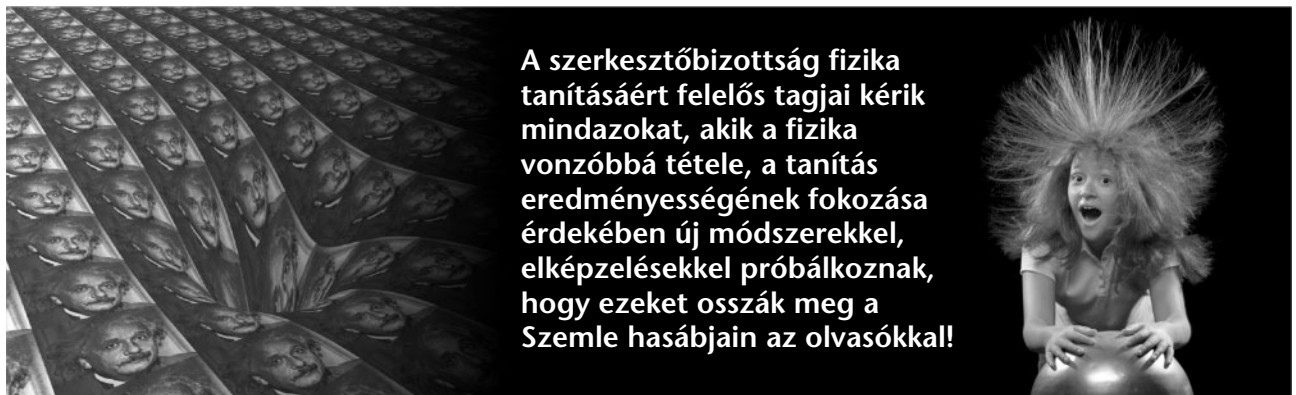 A szerkesztőbizottság fizika
tanításáért felelős tagjai kérik
mindazokat, akik a fizika
vonzóbbá tétele, a tanítás
eredményességének fokozása
érdekében új módszerekkel,
elképzelésekkel próbálkoznak,
hogy ezeket osszák meg a
Szemle hasábjain az olvasókkal!